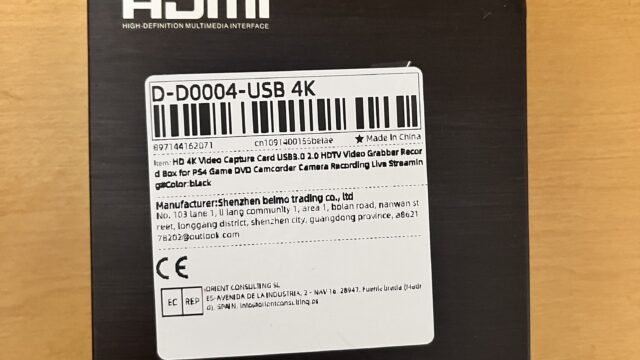 HDMI
HIGH-DEFINITION MULTIMEDIA INTERFACE
D-D0004-USB 4K
897144162071 cn1091400155belae ★ Made in China
Item: HD 4K Video Capture Card USB3.0 2.0 HDTV Video Grabber Recor
d Box for PS4 Game DVD Camcorder Camera Recording Live Streamin
g#Color:black
Manufacturer:Shenzhen beimo trading co., ltd
No. 103 lane 1, li lang community 1, area 1, bolan road, nanwan st
reet, longgang district, shenzhen city, guangdong province, a8621
78202@outlook.com
CE
EC REP
ORIENT CONSULTING SL
ES-AVENIDA DE LA INDUSTRIA, 2 - NAV 16. 28947, Fuenlabrada (Madr
id), SPAIN. info@orientconsulting.es